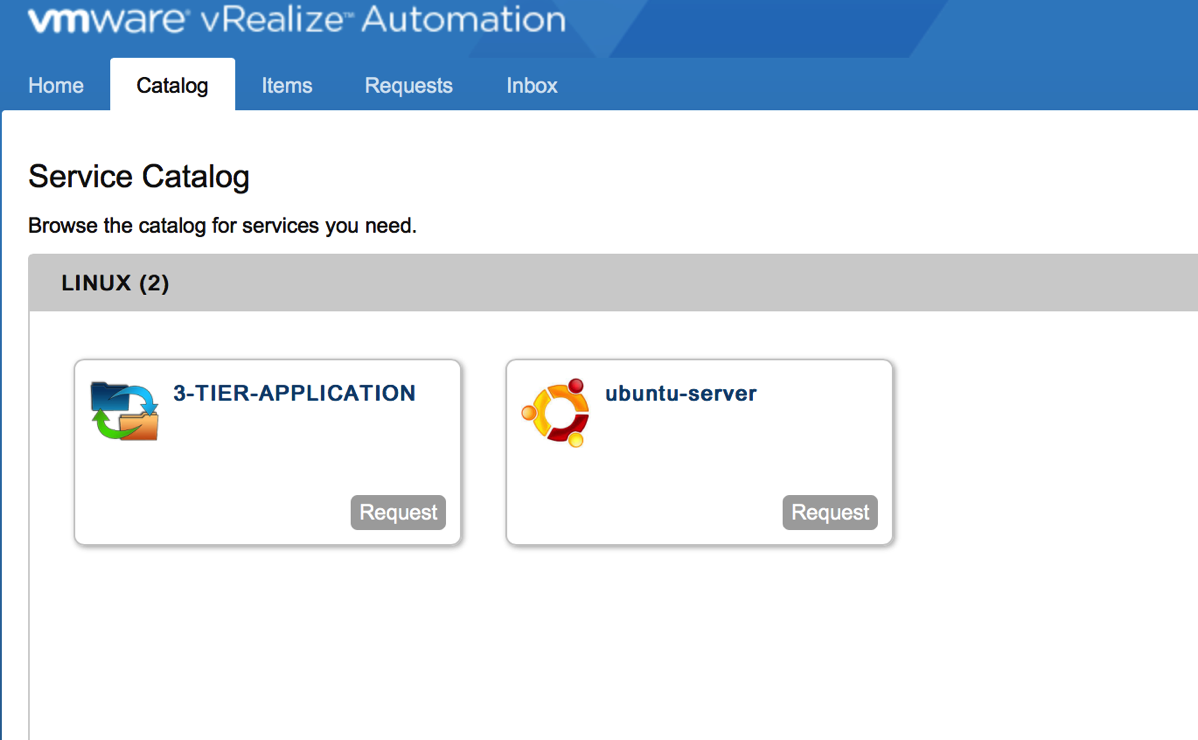 vmware® vRealize™ Automation
Home Catalog Items Requests Inbox
Service Catalog
Browse the catalog for services you need.
LINUX (2)
3-TIER-APPLICATION ubuntu-server
Request Request